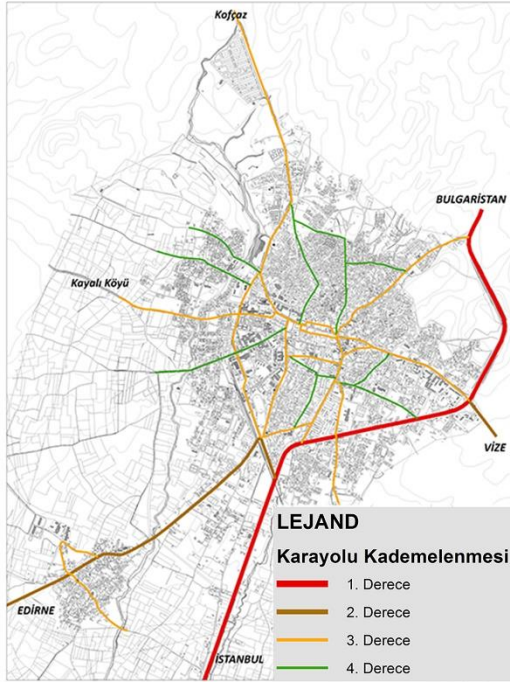 Kofçaz
BULGARİSTAN
Kayalı Köyü
VİZE
EDİRNE
İSTANBUL
LEJAND
Karayolu Kademelenmesi
1. Derece
2. Derece
3. Derece
4. Derece